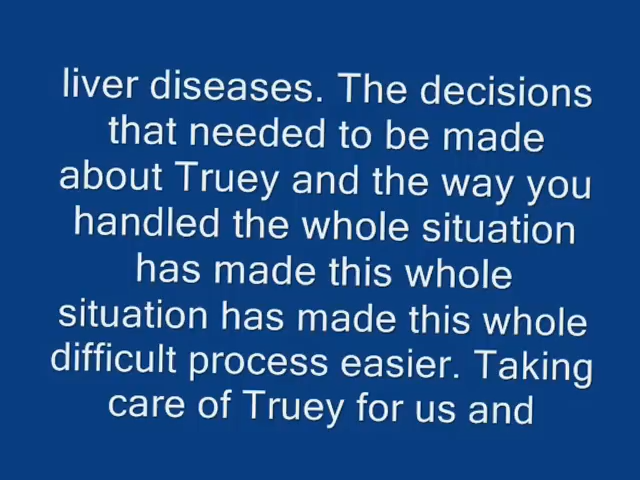 liver diseases. The decisions
that needed to be made
about Truey and the way you
handled the whole situation
has made this whole
situation has made this whole
difficult process easier. Taking
care of Truey for us and